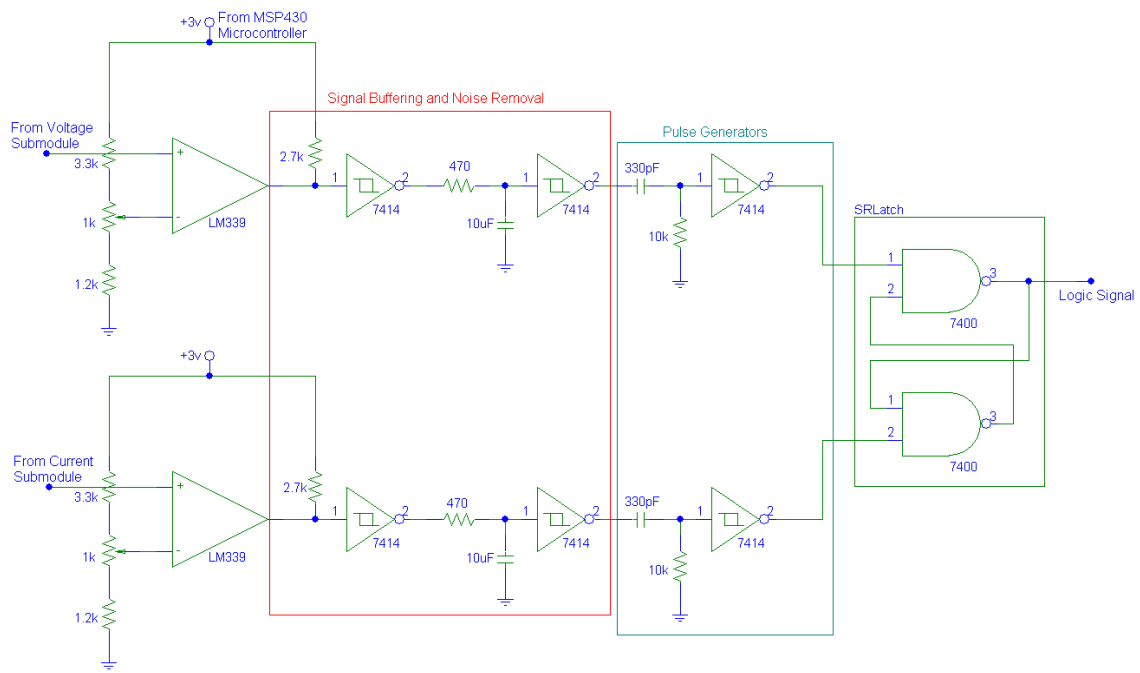 +3v
From MSP430
Microcontroller
Signal Buffering and Noise Removal
From Voltage
Submodule
Pulse Generators
3.3k
+
2.7k
1
2
470
1
2
330pF
1
2
1k
-
LM339
7414
10uF
7414
7414
10k
SRLatch
1.2k
1
2
3
7400
Logic Signal
+3v
1
2
3
7400
From Current
Submodule
3.3k
+
2.7k
1
2
470
1
2
330pF
1
2
1k
-
LM339
7414
10uF
7414
7414
10k
1.2k